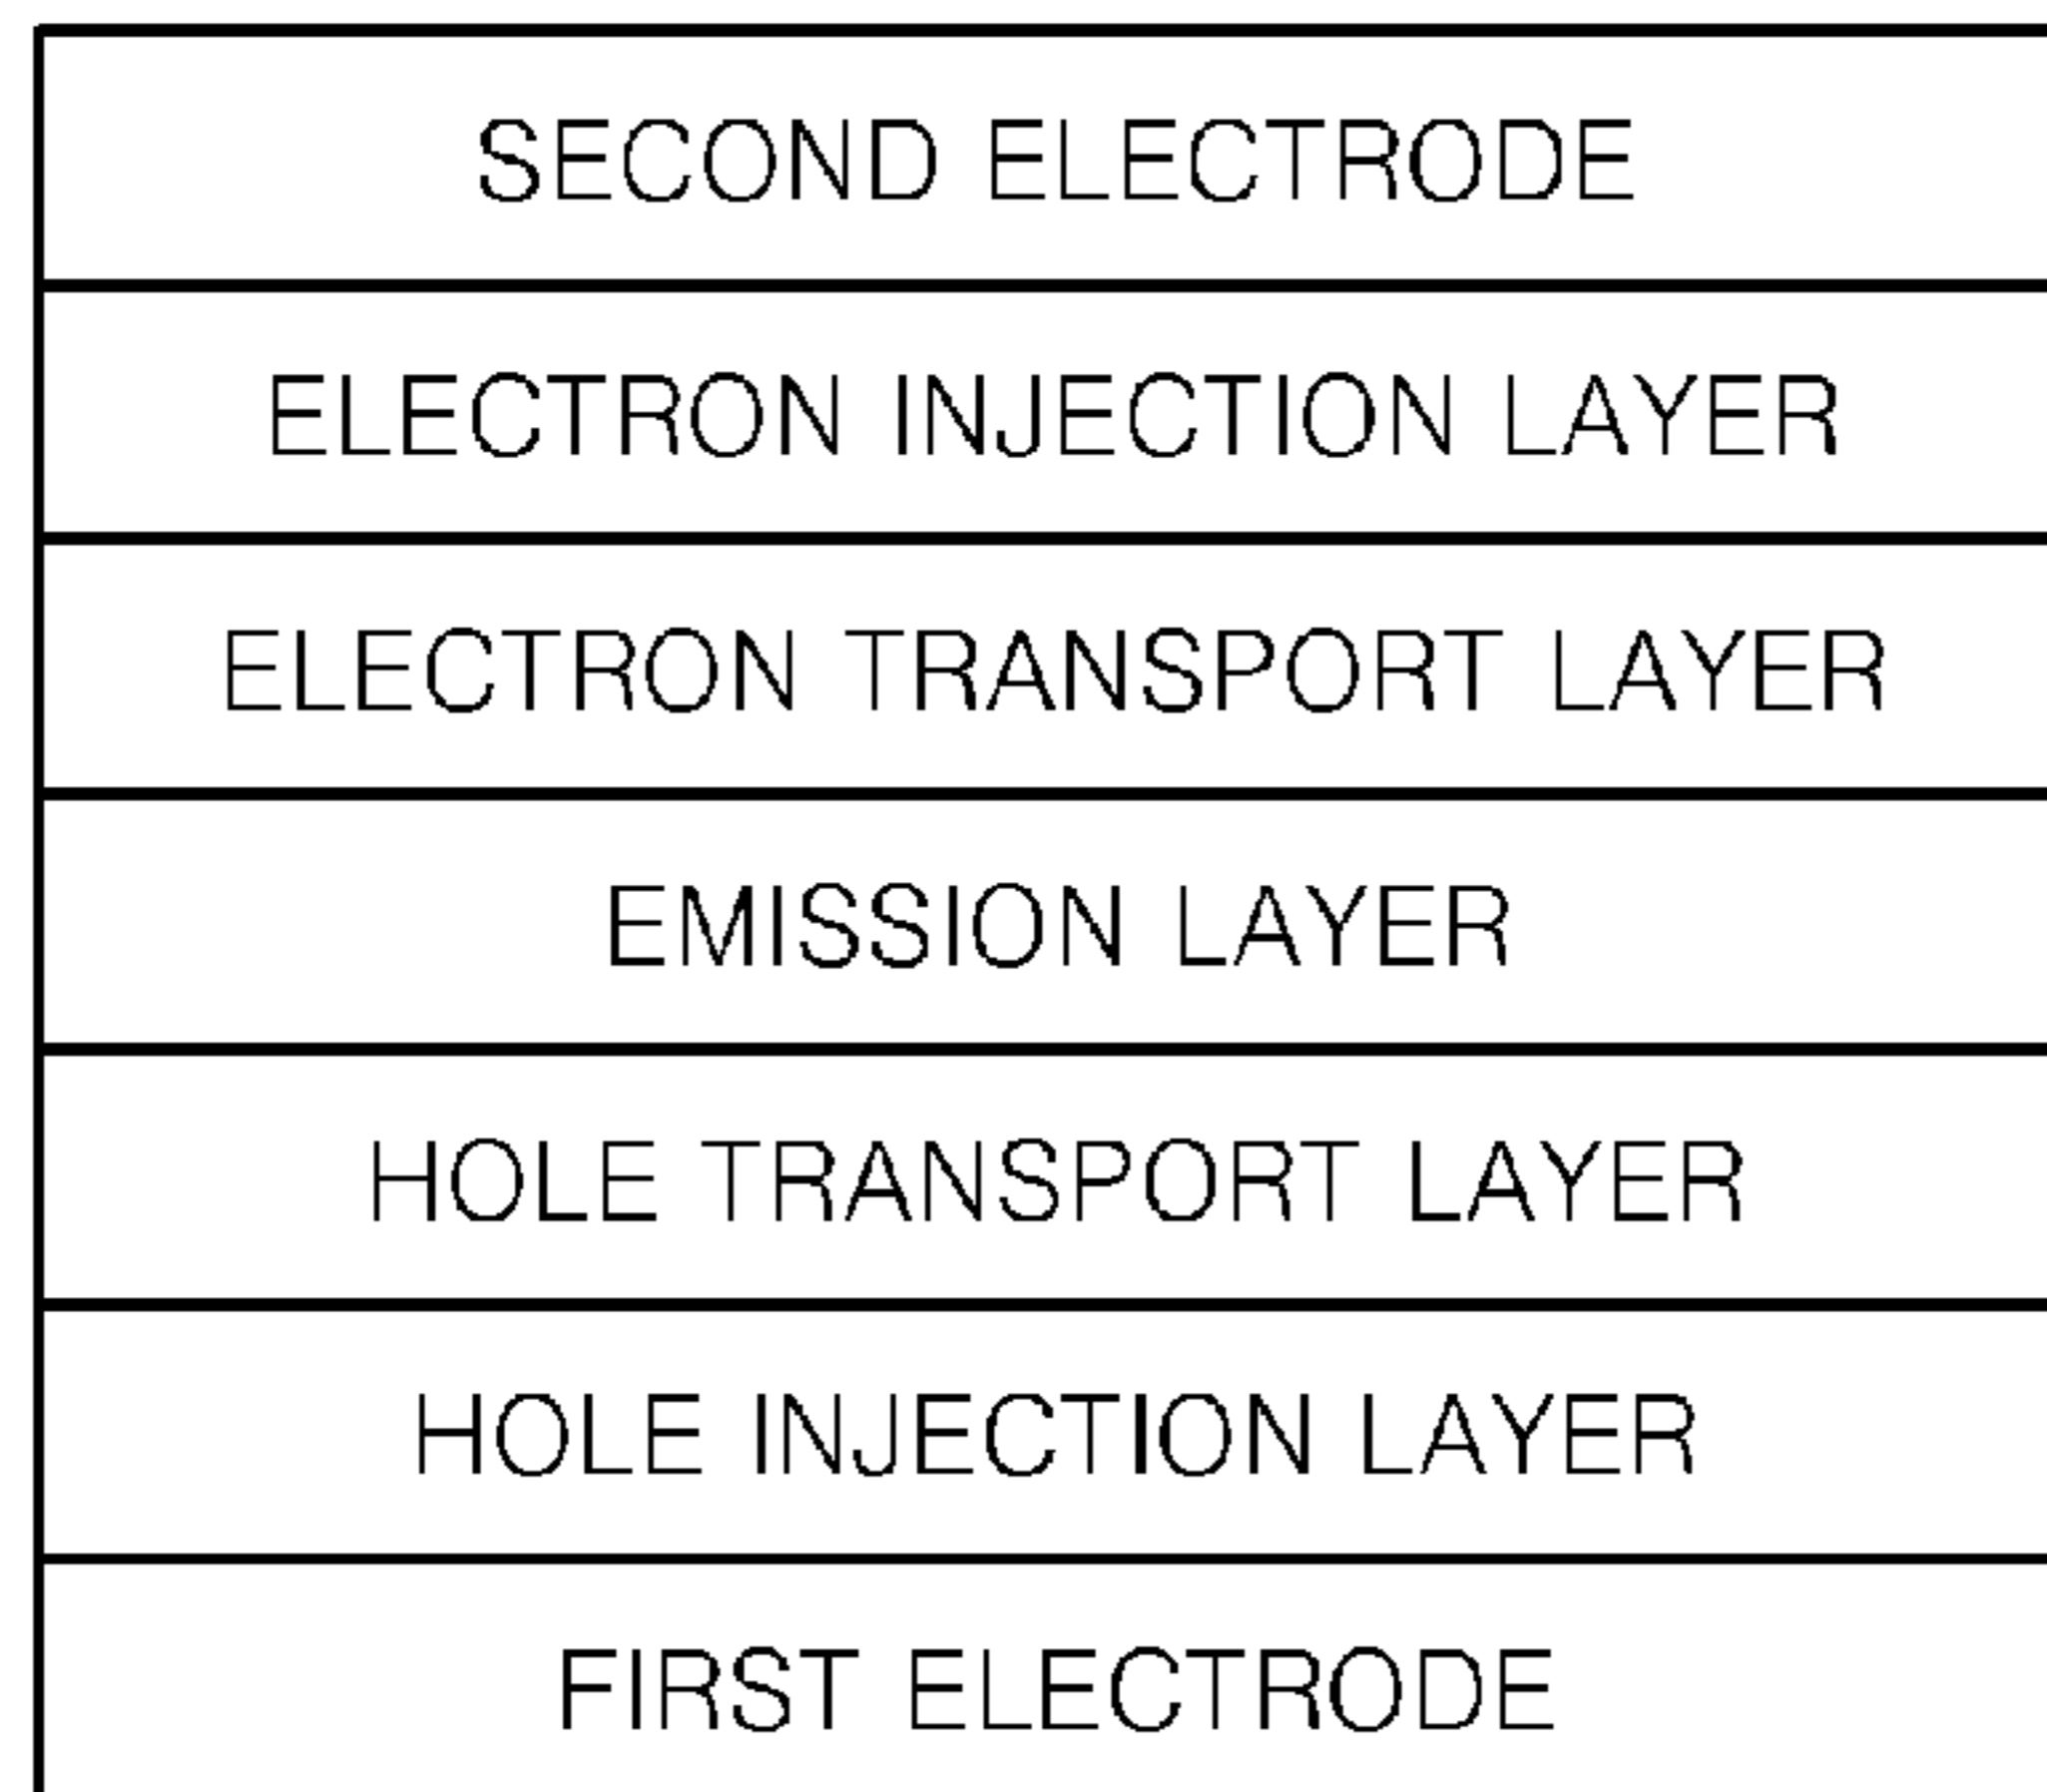 SECOND ELECTRODE
ELECTRON INJECTION LAYER
ELECTRON TRANSPORT LAYER
EMISSION LAYER
HOLE TRANSPORT LAYER
HOLE INJECTION LAYER
FIRST ELECTRODE